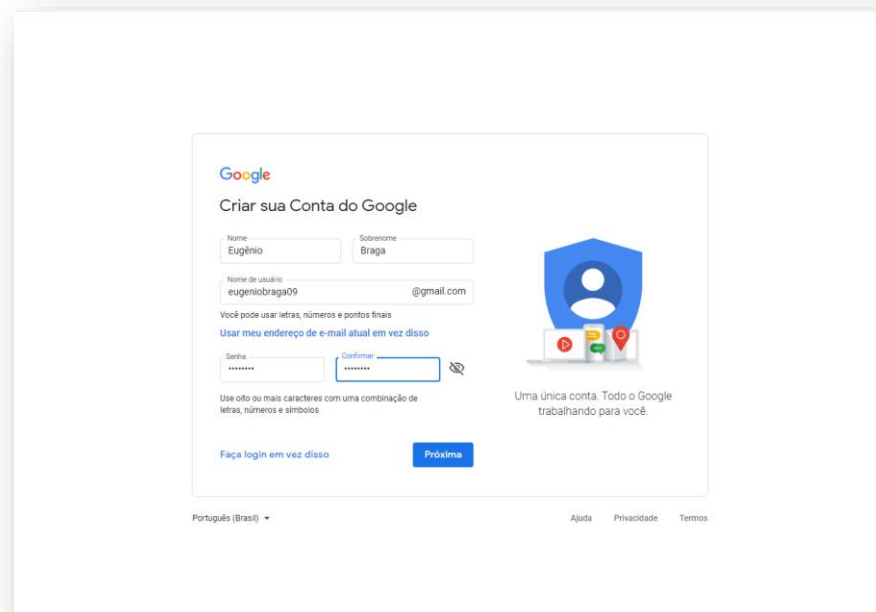 Google
Criar sua Conta do Google
Nome
Eugênio
Sobrenome
Braga
Nome de usuário
eugeniobraga09
@gmail.com
Você pode usar letras, números e pontos finais
Usar meu endereço de e-mail atual em vez disso
Senha
••••••••
Confirmar
••••••••
Use oito ou mais caracteres com uma combinação de
letras, números e símbolos
Faça login em vez disso
Próxima
Uma única conta. Todo o Google
trabalhando para você.
Português (Brasil)
Ajuda
Privacidade
Termos